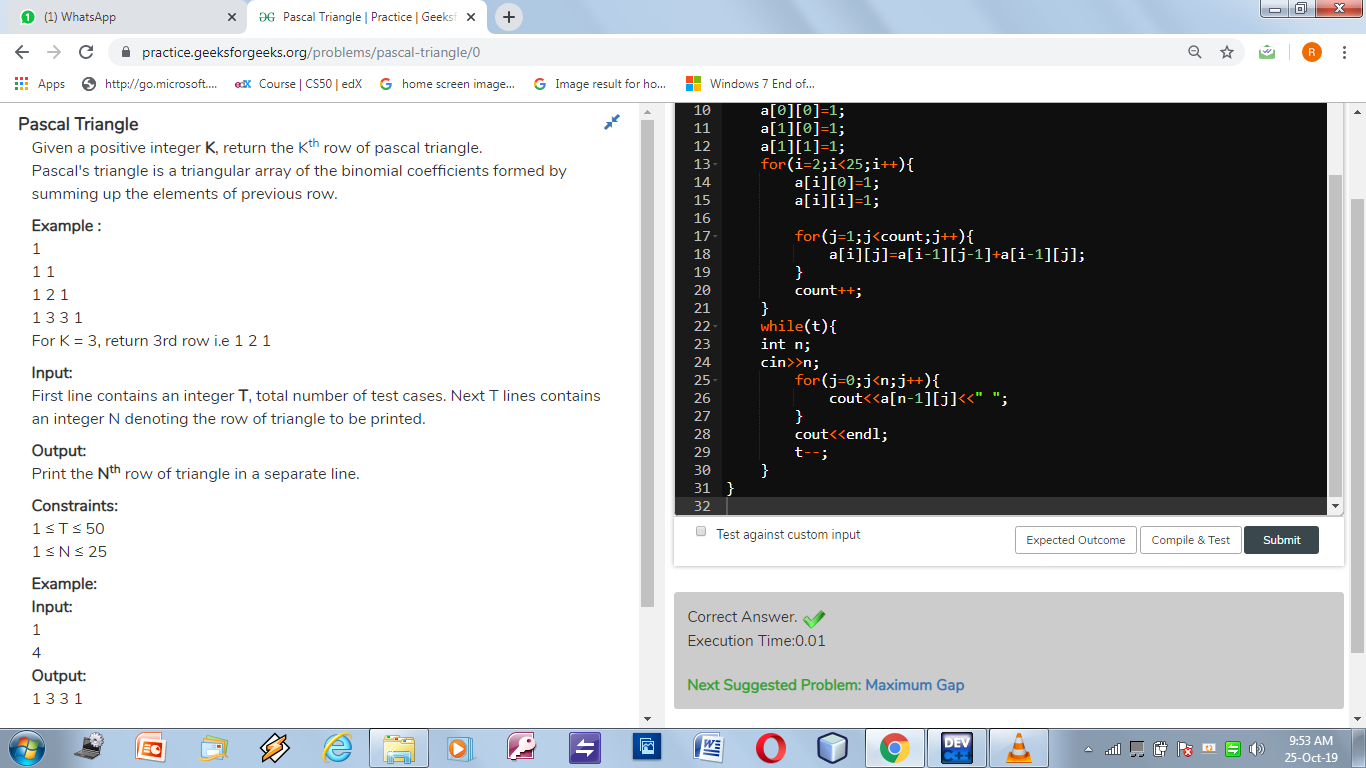 (1) WhatsApp
Pascal Triangle | Practice | Geeksf
practice.geeksforgeeks.org/problems/pascal-triangle/0
R
Apps
http://go.microsoft....
edX Course | CS50 | edX
home screen image...
Image result for ho...
Windows 7 End of...
Pascal Triangle
Given a positive integer K, return the Kth row of pascal triangle.
Pascal's triangle is a triangular array of the binomial coefficients formed by
summing up the elements of previous row.
Example :
1
1 1
1 2 1
1 3 3 1
For K = 3, return 3rd row i.e 1 2 1
Input:
First line contains an integer T, total number of test cases. Next T lines contains
an integer N denoting the row of triangle to be printed.
Output:
Print the Nth row of triangle in a separate line.
Constraints:
1 ≤ T ≤ 50
1 ≤ N ≤ 25
Example:
Input:
1
4
Output:
1 3 3 1
10 a[0][0]=1;
11 a[1][0]=1;
12 a[1][1]=1;
13 for(i=2;i<25;i++){
14 a[i][0]=1;
15 a[i][i]=1;
16
17 for(j=1;j<count;j++){
18 a[i][j]=a[i-1][j-1]+a[i-1][j];
19 }
20 count++;
21 }
22 while(t){
23 int n;
24 cin>>n;
25 for(j=0;j<n;j++){
26 cout<<a[n-1][j]<<" ";
27 }
28 cout<<endl;
29 t--;
30 }
31 }
32
Test against custom input
Expected Outcome
Compile & Test
Submit
Correct Answer.
Execution Time:0.01
Next Suggested Problem: Maximum Gap
DEV
C++
9:53 AM
25-Oct-19